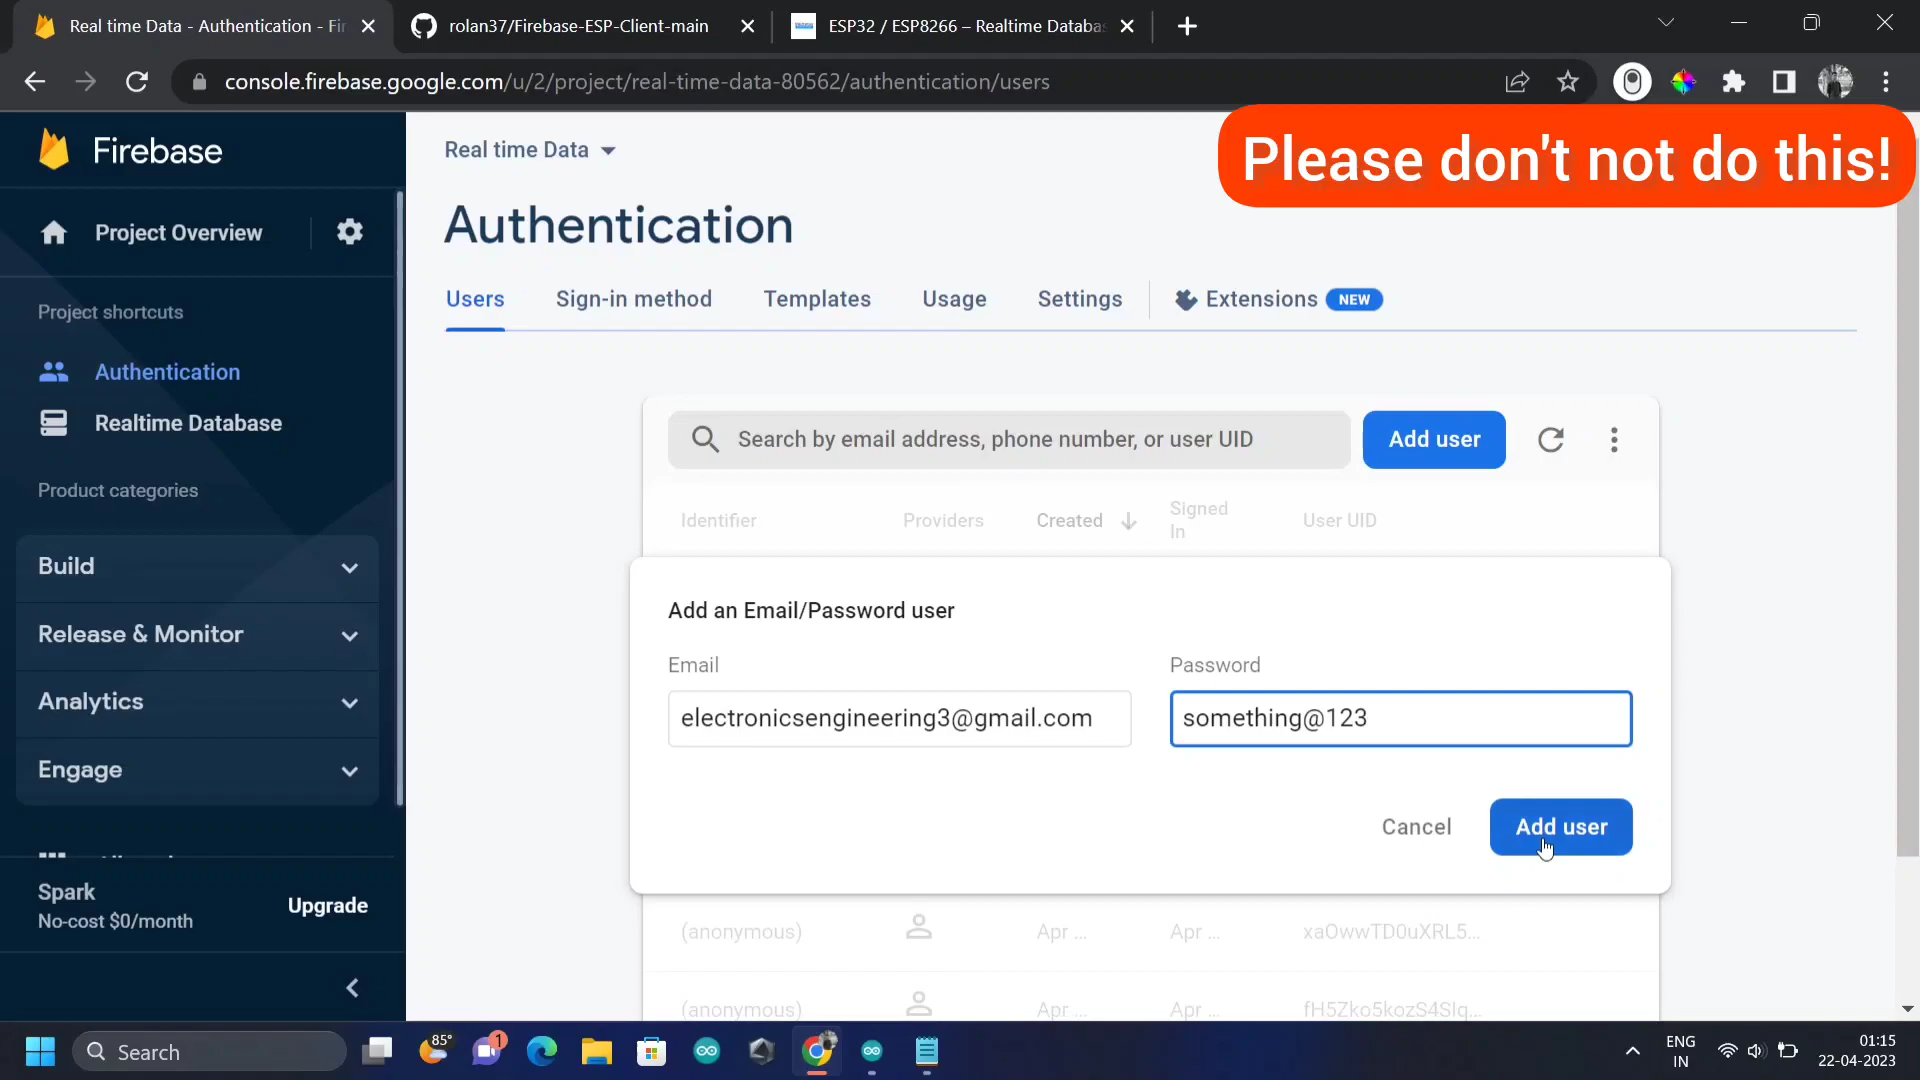 Real time Data - Authentication - Fir
rolan37/Firebase-ESP-Client-main
ESP32 / ESP8266 – Realtime Databas
console.firebase.google.com/u/2/project/real-time-data-80562/authentication/users
Please don't not do this!
Firebase
Real time Data
Authentication
Project Overview
Users
Sign-in method
Templates
Usage
Settings
Extensions
NEW
Project shortcuts
Authentication
Realtime Database
Search by email address, phone number, or user UID
Add user
Product categories
Identifier
Providers
Created
Signed
In
User UID
Build
Release & Monitor
Analytics
Engage
Add an Email/Password user
Email
Password
electronicsengineering3@gmail.com
something@123
Cancel
Add user
Spark
No-cost $0/month
Upgrade
(anonymous)
Apr ...
Apr ...
xaOwwTD0uXRL5...
(anonymous)
Apr ...
Apr ...
85°
1
Search
ENG
IN
01:15
22-04-2023